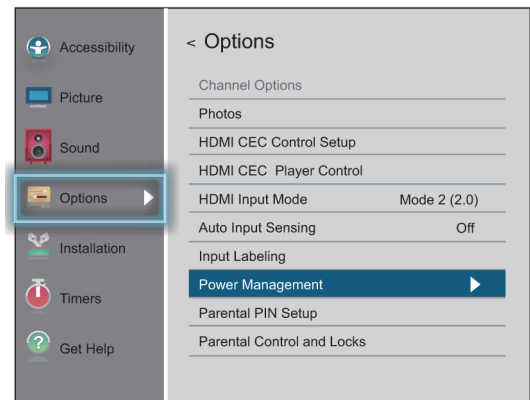 Accessibility
Picture
Sound
Options
Installation
Timers
Get Help
< Options
Channel Options
Photos
HDMI CEC Control Setup
HDMI CEC  Player Control
HDMI Input Mode Mode 2 (2.0)
Auto Input Sensing Off
Input Labeling
Power Management
Parental PIN Setup
Parental Control and Locks